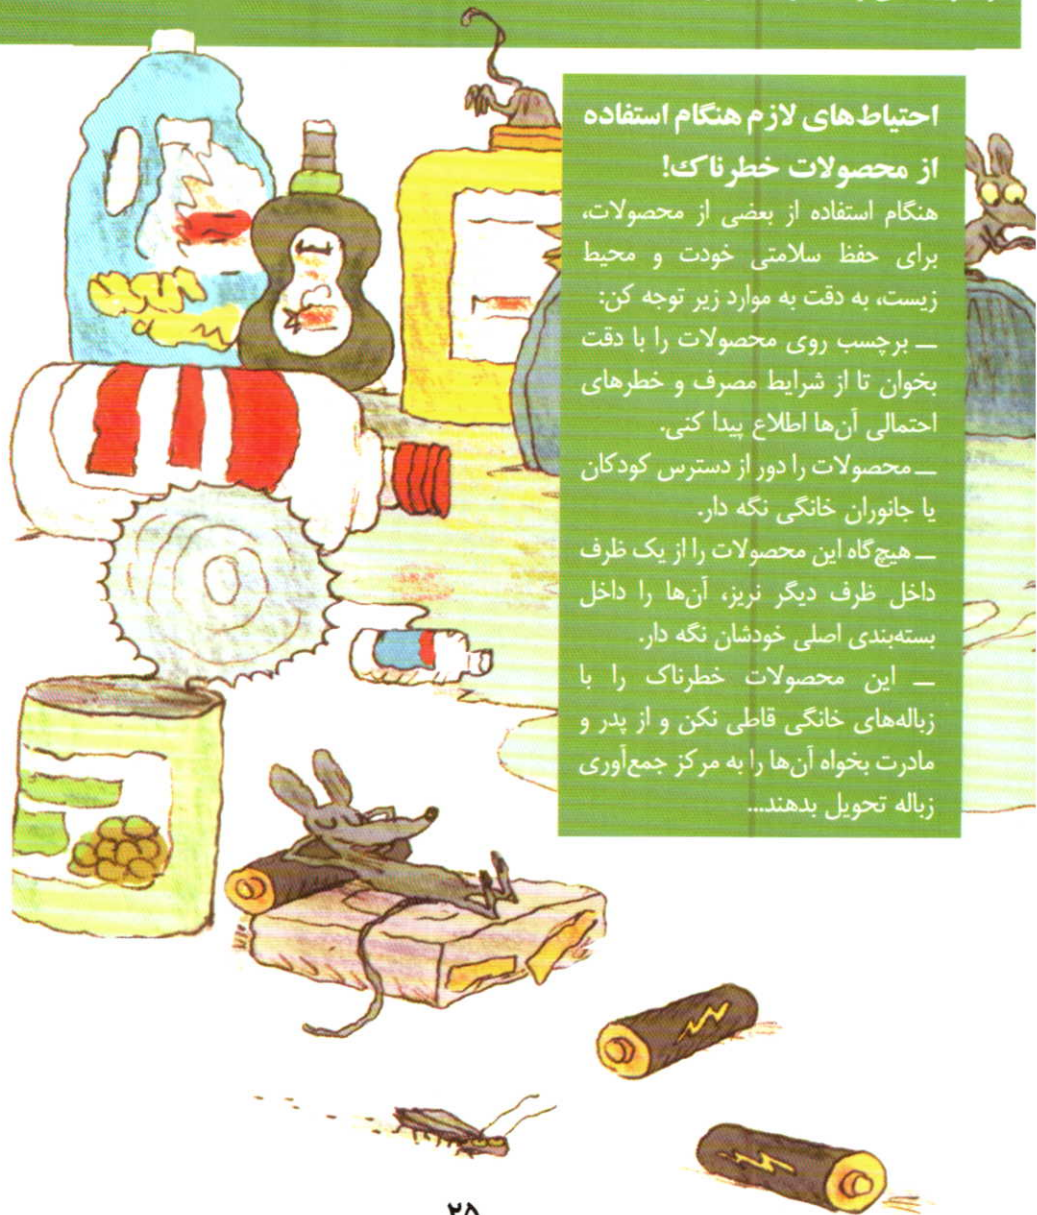 احتیاط‌های لازم هنگام استفاده
از محصولات خطرناک!
هنگام استفاده از بعضی از محصولات،
برای حفظ سلامتی خودت و محیط
زیست، به دقت به موارد زیر توجه کن:
ـ برچسب روی محصولات را با دقت
بخوان تا از شرایط مصرف و خطرهای
احتمالی آن‌ها اطلاع پیدا کنی.
ـ محصولات را دور از دسترس کودکان
یا جانوران خانگی نگه دار.
ـ هیچ‌گاه این محصولات را از یک ظرف
داخل ظرف دیگر نریز، آن‌ها را داخل
بسته‌بندی اصلی خودشان نگه دار.
ـ این محصولات خطرناک را با
زباله‌های خانگی قاطی نکن و از پدر و
مادرت بخواه آن‌ها را به مرکز جمع‌آوری
زباله تحویل بدهند...
۲۵